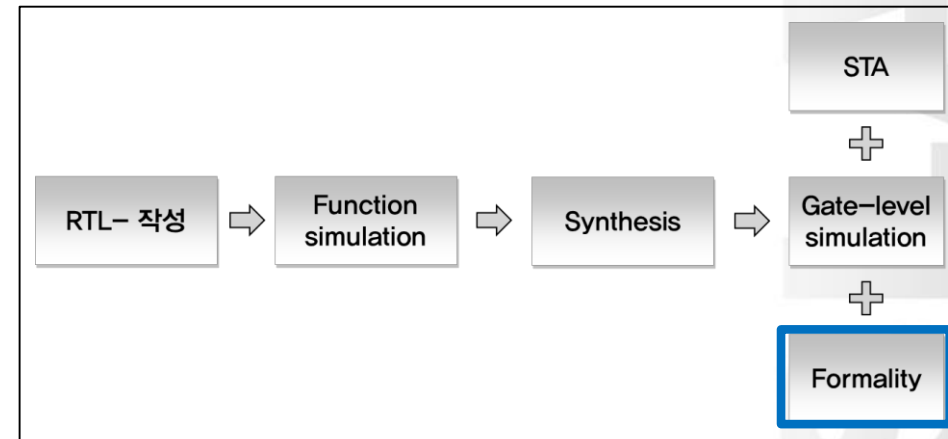 STA
RTL- 작성
Function
simulation
Synthesis
Gate-level
simulation
Formality